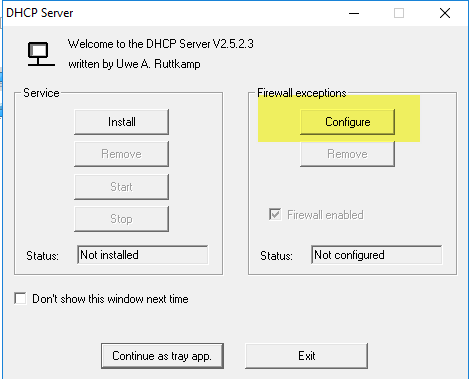 DHCP Server
Welcome to the DHCP Server V2.5.2.3
written by Uwe A. Ruttkamp
Service
Install
Remove
Start
Stop
Status: Not installed
Firewall exceptions
Configure
Remove
Firewall enabled
Status: Not configured
Don't show this window next time
Continue as tray app.
Exit